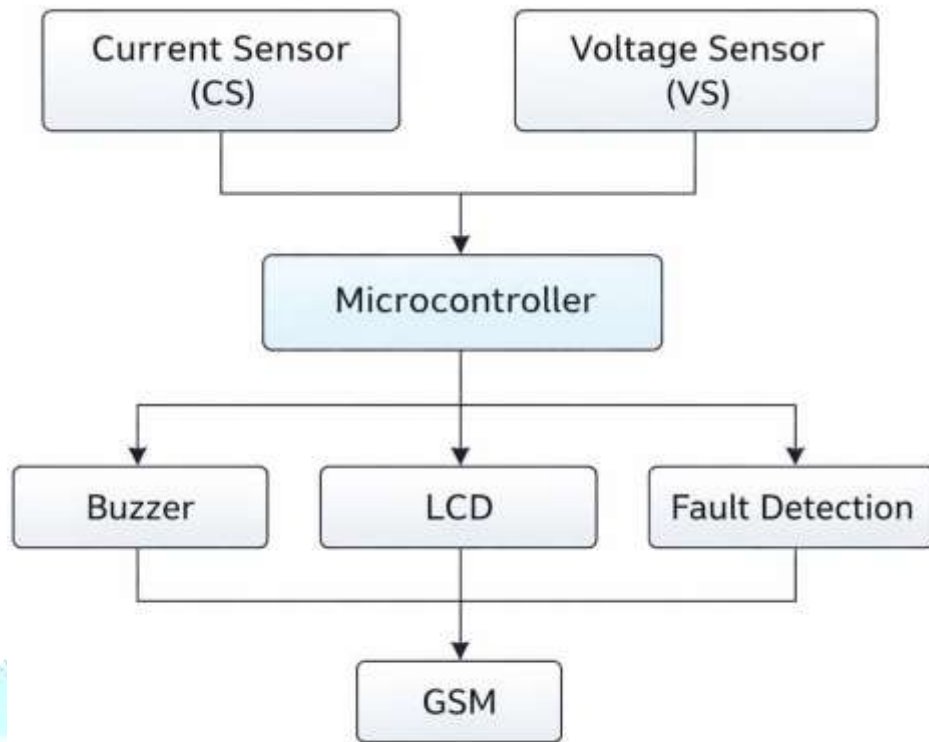 Current Sensor
(CS)
Voltage Sensor
(VS)
Microcontroller
Buzzer
LCD
Fault Detection
GSM